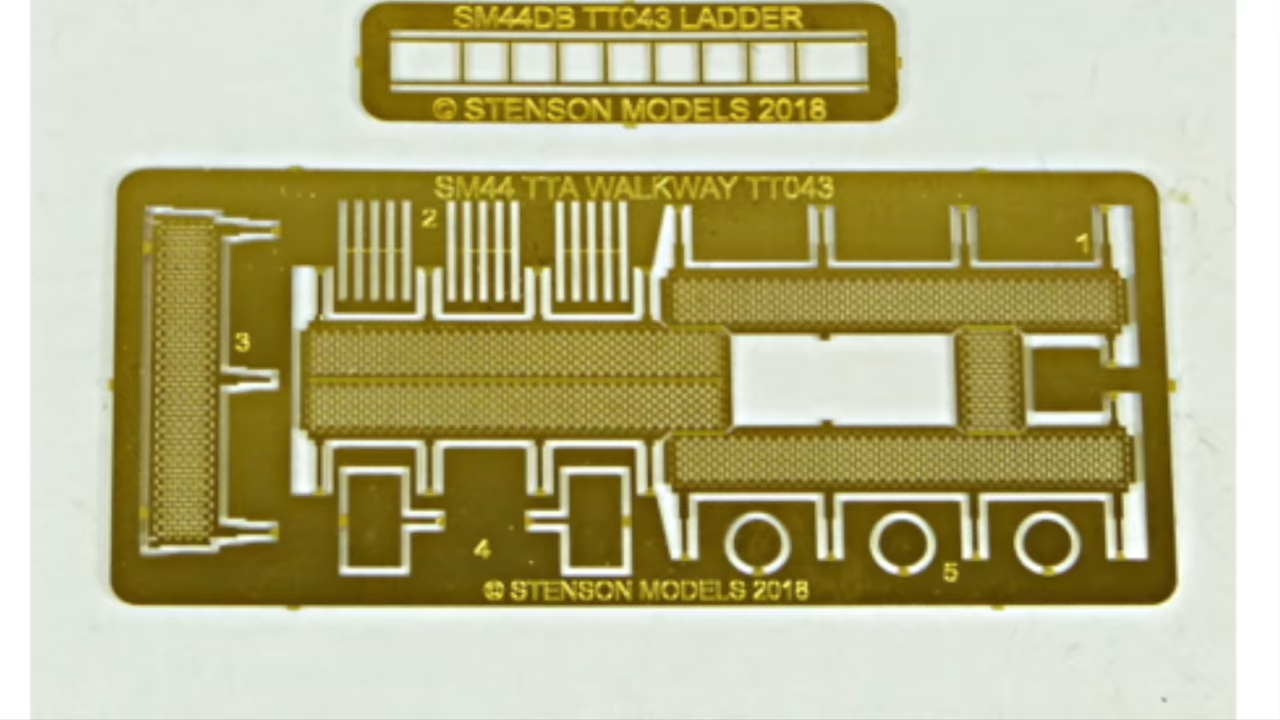 SM44DB TT043 LADDER
© STENSON MODELS 2018
SM44 TTA WALKWAY TT043
2
1
3
4
5
© STENSON MODELS 2018